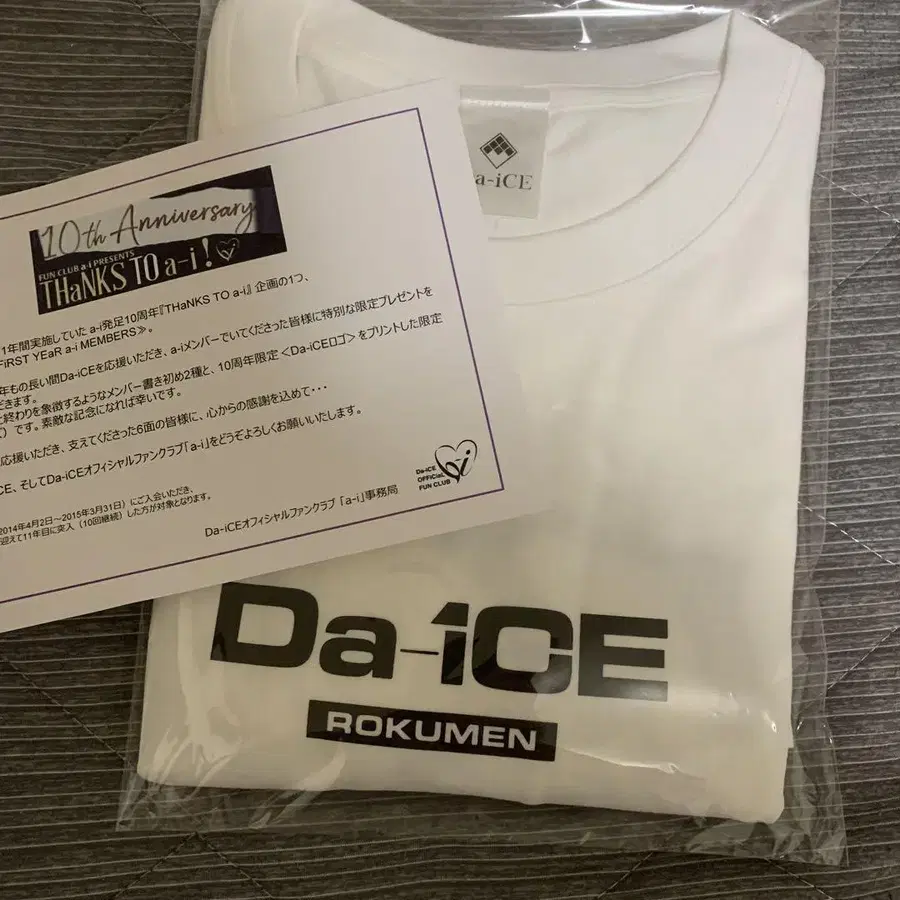 10th Anniversary
FUN CLUB a-i PRESENTS
THaNKS TO a-i!
1年間実施していた a-i発足10周年『THaNKS TO a-i』 企画の1つ、
FiRST YEaR a-i MEMBERS≫。
年もの長い間Da-iCEを応援いただき、a-iメンバーでいてくださった皆様に特別な限定プレゼントを
だきます。
と終わりを象徴するようなメンバー書き初め2種と、10周年限定<Da-iCEロゴ>をプリントした限定
）です。素敵な記念になれば幸いです。
応援いただき、支えてくださった6面の皆様に、心からの感謝を込めて・・・
CE、そしてDa-iCEオフィシャルファンクラブ「a-i」をどうぞよろしくお願いいたします。
2014年4月2日～2015年3月31日）にご入会いただき、
迎えて11年目に突入（10回継続）した方が対象となります。
Da-iCE
OFFiCiaL
FUN CLUB
a-i
Da-iCEオフィシャルファンクラブ 「a-i」事務局
a-iCE
Da-iCE
ROKUMEN